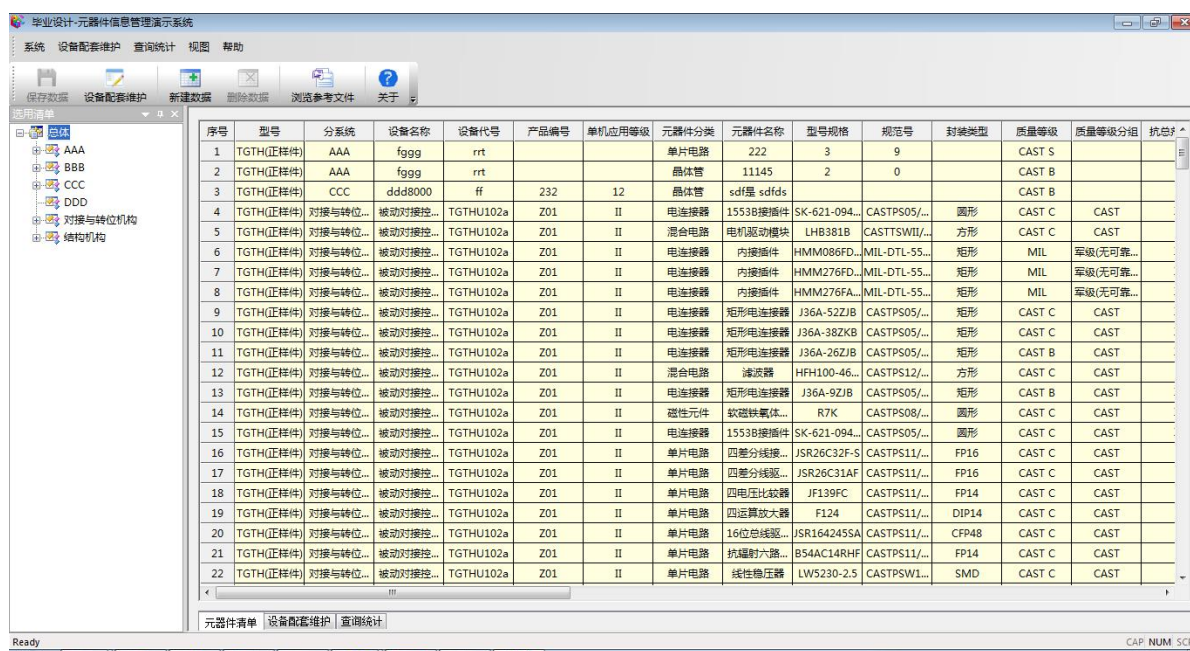 毕业设计-元器件信息管理演示系统
系统 设备配套维护 查询统计 视图 帮助
保存数据 设备配套维护 新建数据 删除数据 浏览参考文件 关于
选用清单
总体
AAA
BBB
CCC
DDD
对接与转位机构
结构机构
序号 型号 分系统 设备名称 设备代号 产品编号 单机应用等级 元器件分类 元器件名称 型号规格 规范号 封装类型 质量等级 质量等级分组
1 TGTH(正样件) AAA fggg rrt 单片电路 222 3 9 CAST S
2 TGTH(正样件) AAA fggg rrt 晶体管 11145 2 0 CAST B
3 TGTH(正样件) CCC ddd8000 ff 232 12 晶体管 sdf是 sdfds CAST B
4 TGTH(正样件) 对接与转位... 被动对接控... TGTHU102a Z01 II 电连接器 1553B接插件 SK-621-094... CASTPS05/... 圆形 CAST C CAST
5 TGTH(正样件) 对接与转位... 被动对接控... TGTHU102a Z01 II 混合电路 电机驱动模块 LHB381B CASTTSWII/... 方形 CAST C CAST
6 TGTH(正样件) 对接与转位... 被动对接控... TGTHU102a Z01 II 电连接器 内接插件 HMM086FD... MIL-DTL-55... 矩形 MIL 军级(无可靠...
7 TGTH(正样件) 对接与转位... 被动对接控... TGTHU102a Z01 II 电连接器 内接插件 HMM276FD... MIL-DTL-55... 矩形 MIL 军级(无可靠...
8 TGTH(正样件) 对接与转位... 被动对接控... TGTHU102a Z01 II 电连接器 内接插件 HMM276FA... MIL-DTL-55... 矩形 MIL 军级(无可靠...
9 TGTH(正样件) 对接与转位... 被动对接控... TGTHU102a Z01 II 电连接器 矩形电连接器 J36A-52ZJB CASTPS05/... 矩形 CAST C CAST
10 TGTH(正样件) 对接与转位... 被动对接控... TGTHU102a Z01 II 电连接器 矩形电连接器 J36A-38ZKB CASTPS05/... 矩形 CAST C CAST
11 TGTH(正样件) 对接与转位... 被动对接控... TGTHU102a Z01 II 电连接器 矩形电连接器 J36A-26ZJB CASTPS05/... 矩形 CAST B CAST
12 TGTH(正样件) 对接与转位... 被动对接控... TGTHU102a Z01 II 混合电路 滤波器 HFH100-46... CASTPS12/... 方形 CAST C CAST
13 TGTH(正样件) 对接与转位... 被动对接控... TGTHU102a Z01 II 电连接器 矩形电连接器 J36A-9ZJB CASTPS05/... 矩形 CAST B CAST
14 TGTH(正样件) 对接与转位... 被动对接控... TGTHU102a Z01 II 磁性元件 软磁铁氧体... R7K CASTPS08/... 圆形 CAST C CAST
15 TGTH(正样件) 对接与转位... 被动对接控... TGTHU102a Z01 II 电连接器 1553B接插件 SK-621-094... CASTPS05/... 圆形 CAST C CAST
16 TGTH(正样件) 对接与转位... 被动对接控... TGTHU102a Z01 II 单片电路 四差分线接... JSR26C32F-S CASTPS11/... FP16 CAST C CAST
17 TGTH(正样件) 对接与转位... 被动对接控... TGTHU102a Z01 II 单片电路 四差分线驱... JSR26C31AF CASTPS11/... FP16 CAST C CAST
18 TGTH(正样件) 对接与转位... 被动对接控... TGTHU102a Z01 II 单片电路 四电压比较器 JF139FC CASTPS11/... FP14 CAST C CAST
19 TGTH(正样件) 对接与转位... 被动对接控... TGTHU102a Z01 II 单片电路 四运算放大器 F124 CASTPS11/... DIP14 CAST C CAST
20 TGTH(正样件) 对接与转位... 被动对接控... TGTHU102a Z01 II 单片电路 16位总线驱... JSR164245SA CASTPS11/... CFP48 CAST C CAST
21 TGTH(正样件) 对接与转位... 被动对接控... TGTHU102a Z01 II 单片电路 抗辐射六路... B54AC14RHF CASTPS11/... FP14 CAST C CAST
22 TGTH(正样件) 对接与转位... 被动对接控... TGTHU102a Z01 II 单片电路 线性稳压器 LW5230-2.5 CASTPSW1... SMD CAST C CAST
元器件清单 设备配套维护 查询统计
Ready CAP NUM